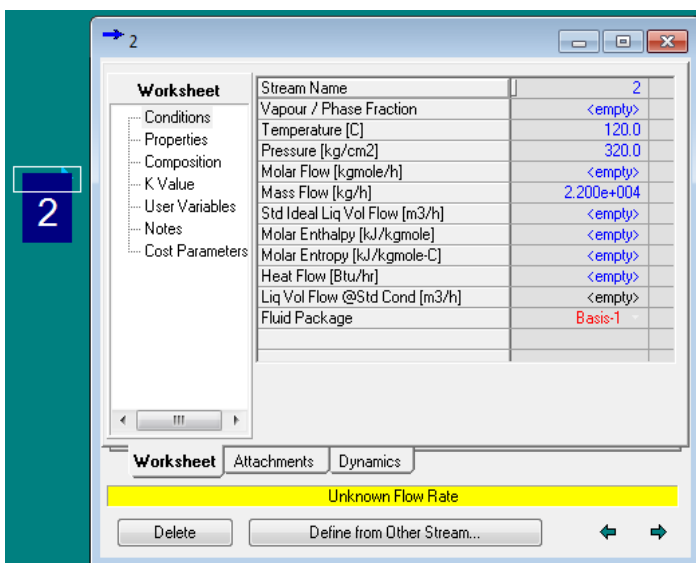 2
Worksheet
Conditions
Properties
Composition
K Value
User Variables
Notes
Cost Parameters
Stream Name 2
Vapour / Phase Fraction <empty>
Temperature [C] 120.0
Pressure [kg/cm2] 320.0
Molar Flow [kgmole/h] <empty>
Mass Flow [kg/h] 2.200e+004
Std Ideal Liq Vol Flow [m3/h] <empty>
Molar Enthalpy [kJ/kgmole] <empty>
Molar Entropy [kJ/kgmole-C] <empty>
Heat Flow [Btu/hr] <empty>
Liq Vol Flow @Std Cond [m3/h] <empty>
Fluid Package Basis-1
2
Worksheet Attachments Dynamics
Unknown Flow Rate
Delete Define from Other Stream...